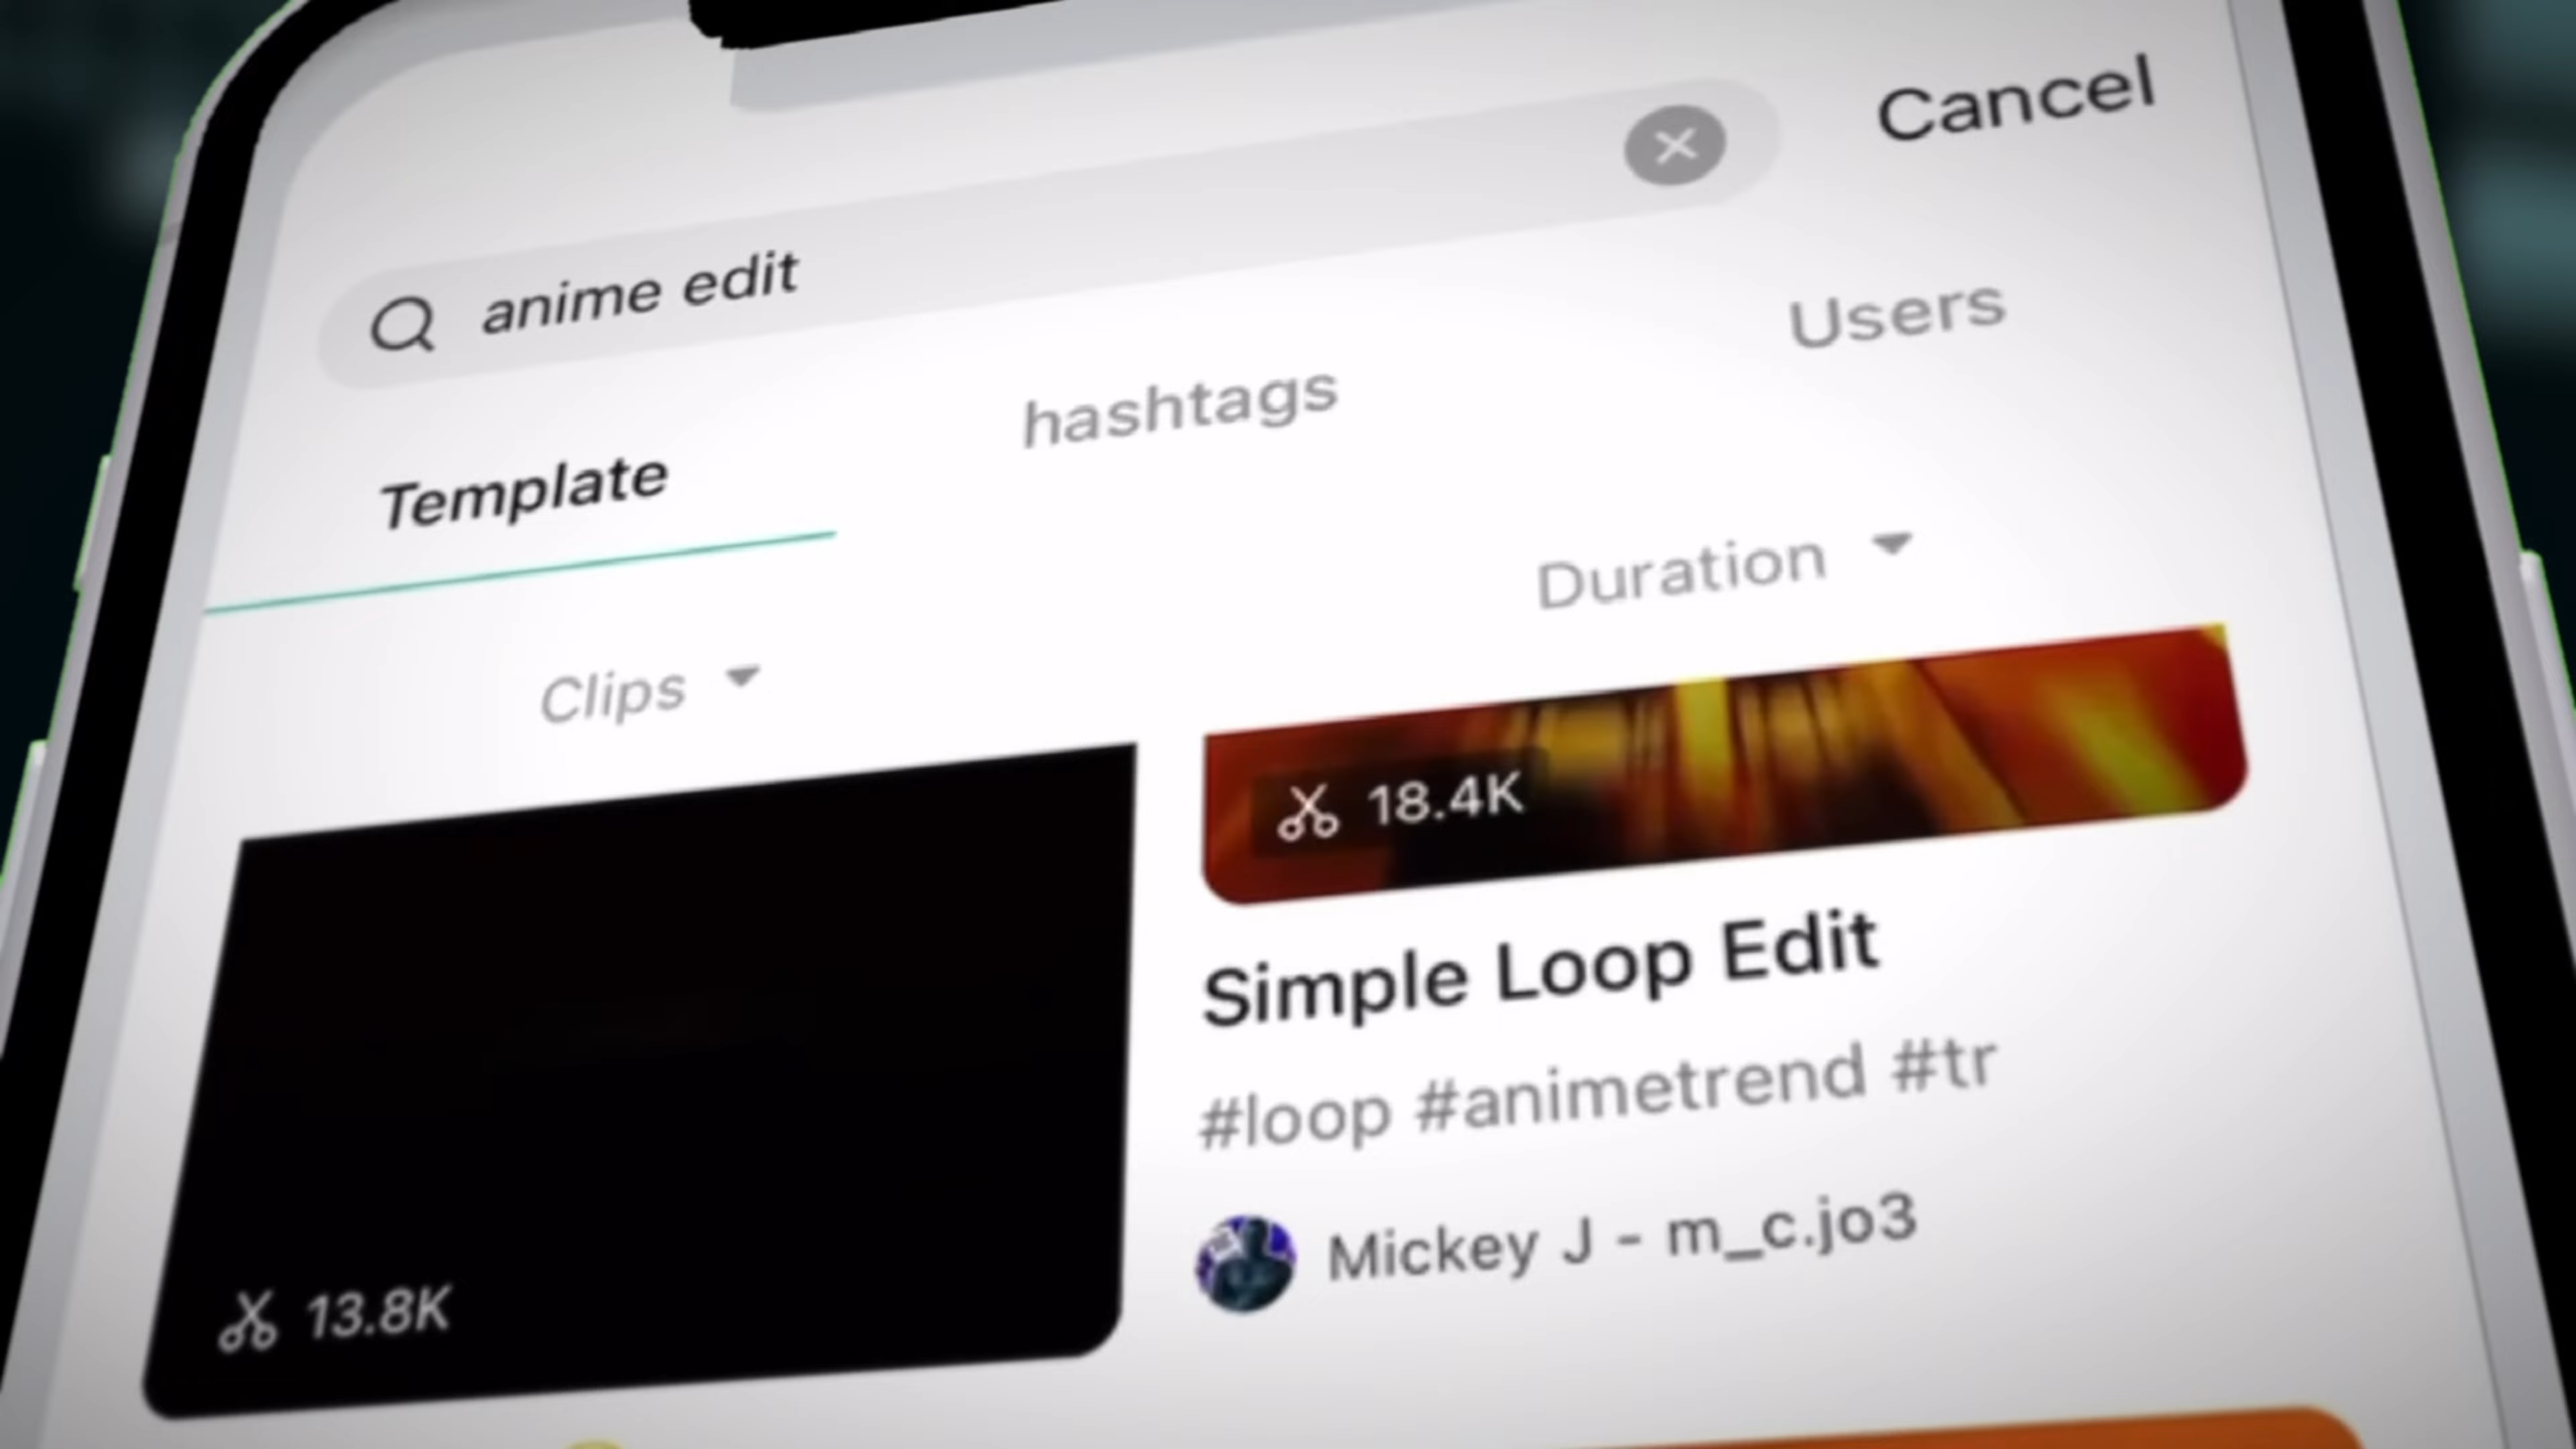 Cancel
anime edit
Template
hashtags
Users
Clips
Duration
18.4K
Simple Loop Edit
#loop #animetrend #tr
Mickey J - m_c.jo3
13.8K